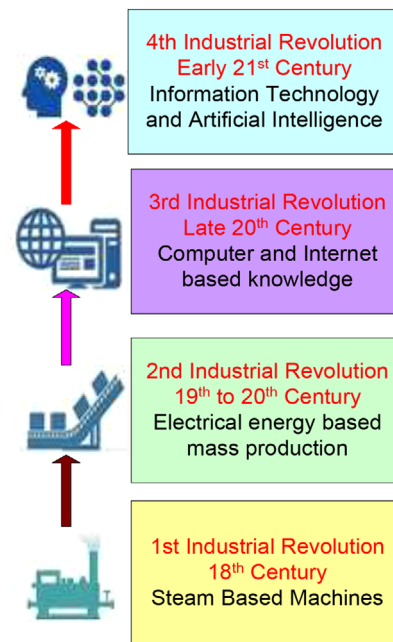 4th Industrial Revolution
Early 21st Century
Information Technology
and Artificial Intelligence
3rd Industrial Revolution
Late 20th Century
Computer and Internet
based knowledge
2nd Industrial Revolution
19th to 20th Century
Electrical energy based
mass production
1st Industrial Revolution
18th Century
Steam Based Machines